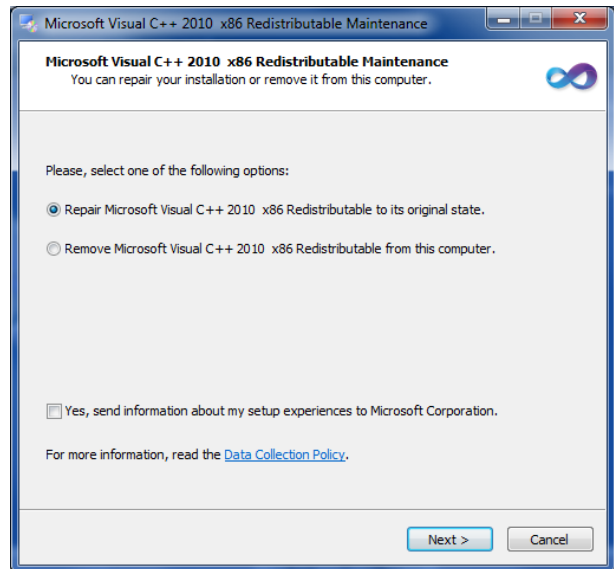 Microsoft Visual C++ 2010 x86 Redistributable Maintenance
Microsoft Visual C++ 2010 x86 Redistributable Maintenance
You can repair your installation or remove it from this computer.
Please, select one of the following options:
Repair Microsoft Visual C++ 2010 x86 Redistributable to its original state.
Remove Microsoft Visual C++ 2010 x86 Redistributable from this computer.
Yes, send information about my setup experiences to Microsoft Corporation.
For more information, read the Data Collection Policy.
Next > Cancel